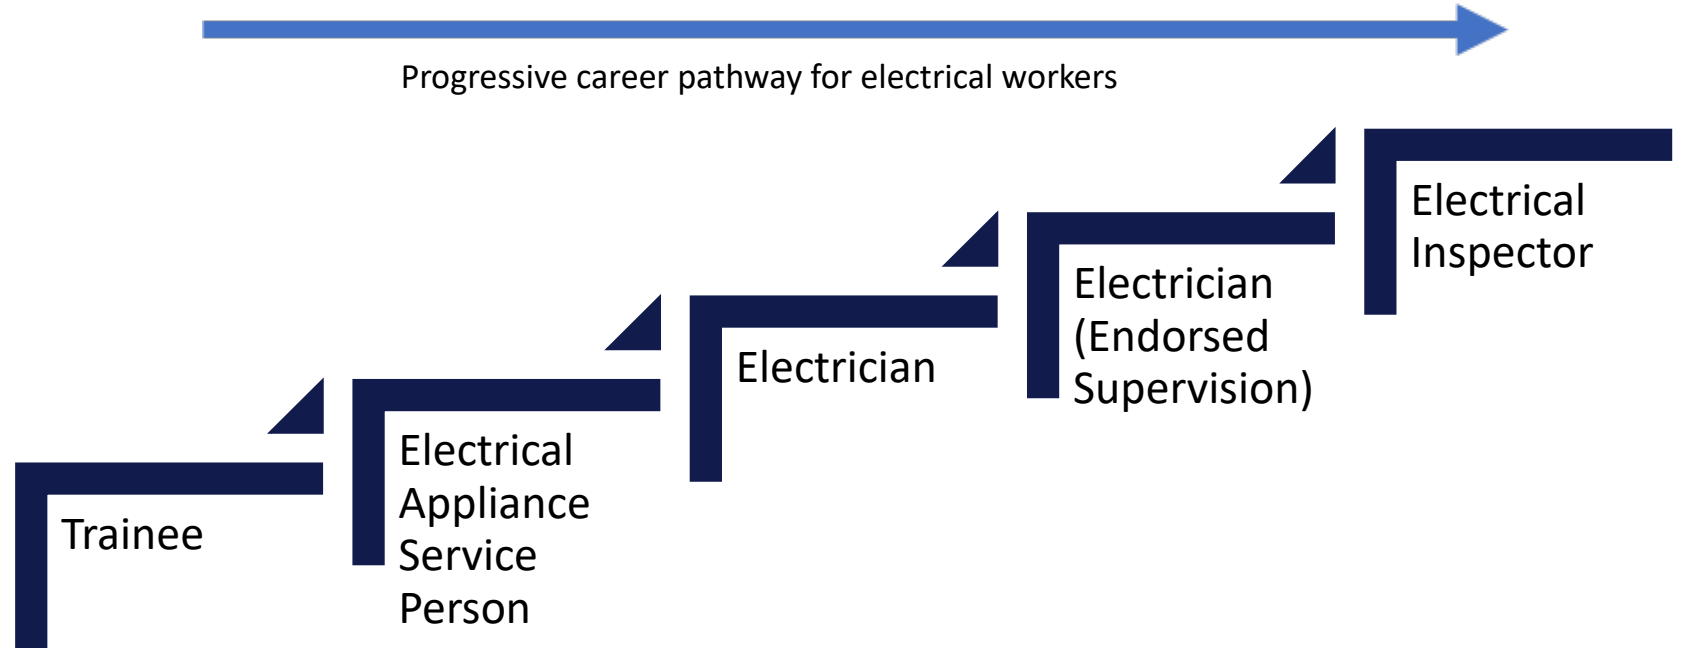 Progressive career pathway for electrical workers
Trainee
Electrical
Appliance
Service
Person
Electrician
Electrician
(Endorsed
Supervision)
Electrical
Inspector